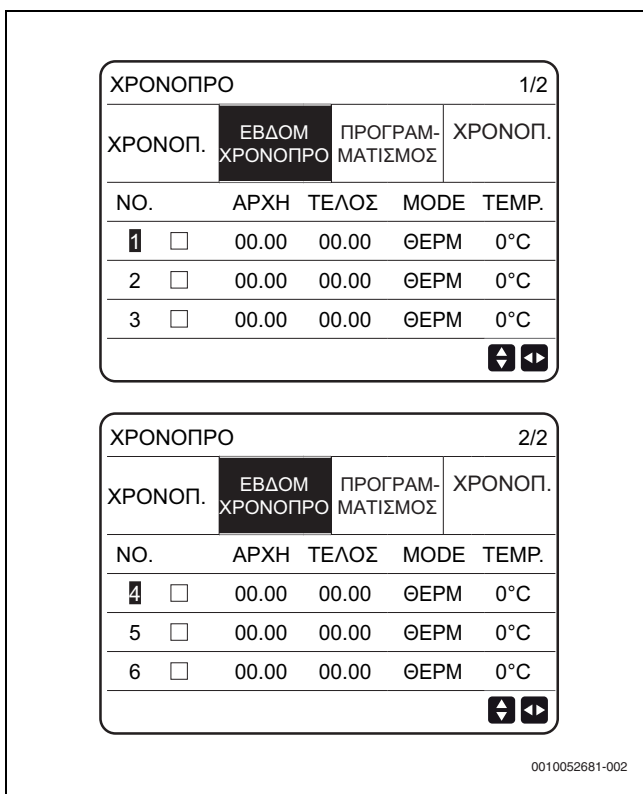 ΧΡΟΝΟΠΡΟ 1/2
ΧΡΟΝΟΠ. ΕΒΔΟΜ ΧΡΟΝΟΠΡΟ ΠΡΟΓΡΑΜ-ΜΑΤΙΣΜΟΣ ΧΡΟΝΟΠ.
NO. ΑΡΧΗ ΤΕΛΟΣ MODE TEMP.
1 ☐ 00.00 00.00 ΘΕΡΜ 0°C
2 ☐ 00.00 00.00 ΘΕΡΜ 0°C
3 ☐ 00.00 00.00 ΘΕΡΜ 0°C
ΧΡΟΝΟΠΡΟ 2/2
ΧΡΟΝΟΠ. ΕΒΔΟΜ ΧΡΟΝΟΠΡΟ ΠΡΟΓΡΑΜ-ΜΑΤΙΣΜΟΣ ΧΡΟΝΟΠ.
NO. ΑΡΧΗ ΤΕΛΟΣ MODE TEMP.
4 ☐ 00.00 00.00 ΘΕΡΜ 0°C
5 ☐ 00.00 00.00 ΘΕΡΜ 0°C
6 ☐ 00.00 00.00 ΘΕΡΜ 0°C
0010052681-002